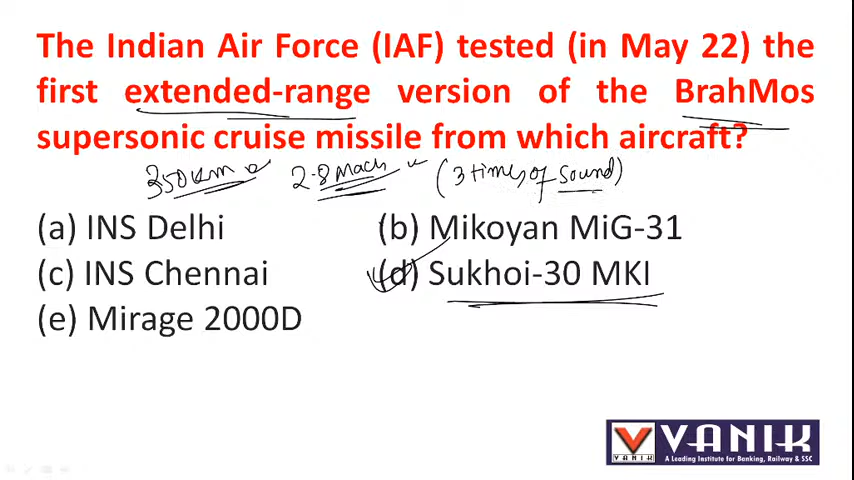 The Indian Air Force (IAF) tested (in May 22) the
first extended-range version of the BrahMos
supersonic cruise missile from which aircraft?
350km 2.8 Mach (3 times of sound)
(a) INS Delhi (b) Mikoyan MiG-31
(c) INS Chennai (d) Sukhoi-30 MKI
(e) Mirage 2000D
VANIK
VANIK
A Leading Institute for Banking, Railway & SSC